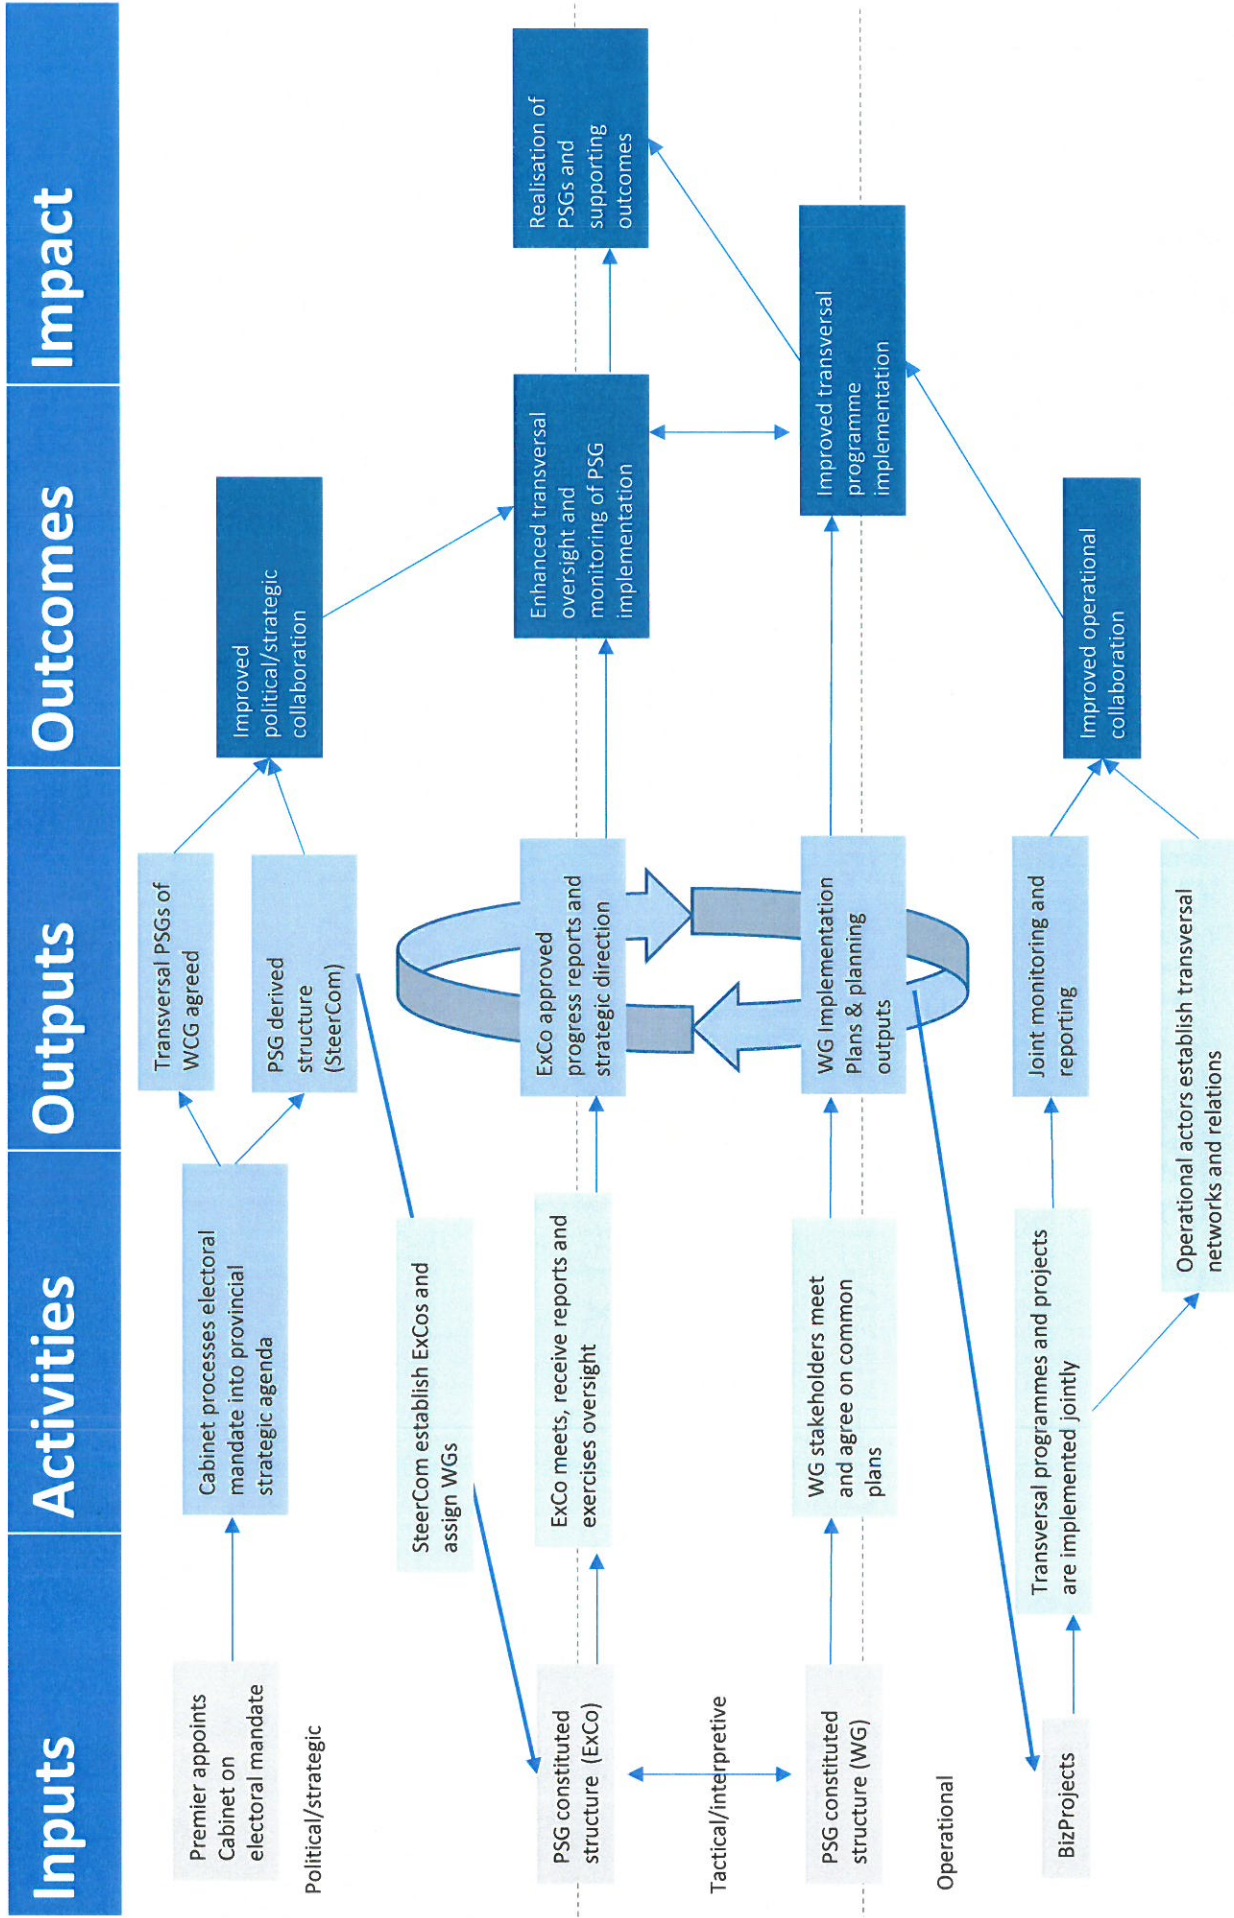 Inputs
Activities
Outputs
Outcomes
Impact
Premier appoints
Cabinet on
electoral mandate
Political/strategic
Cabinet processes electoral
mandate into provincial
strategic agenda
Transversal PSGs of
WCG agreed
PSG derived
structure
(SteerCom)
Improved
political/strategic
collaboration
SteerCom establish ExCos and
assign WGs
PSG constituted
structure (ExCo)
ExCo meets, receive reports and
exercises oversight
ExCo approved
progress reports and
strategic direction
Enhanced transversal
oversight and
monitoring of PSG
implementation
Realisation of
PSGs and
supporting
outcomes
Tactical/interpretive
PSG constituted
structure (WG)
WG stakeholders meet
and agree on common
plans
WG Implementation
Plans & planning
outputs
Improved transversal
programme
implementation
Operational
BizProjects
Transversal programmes and projects
are implemented jointly
Joint monitoring and
reporting
Improved operational
collaboration
Operational actors establish transversal
networks and relations